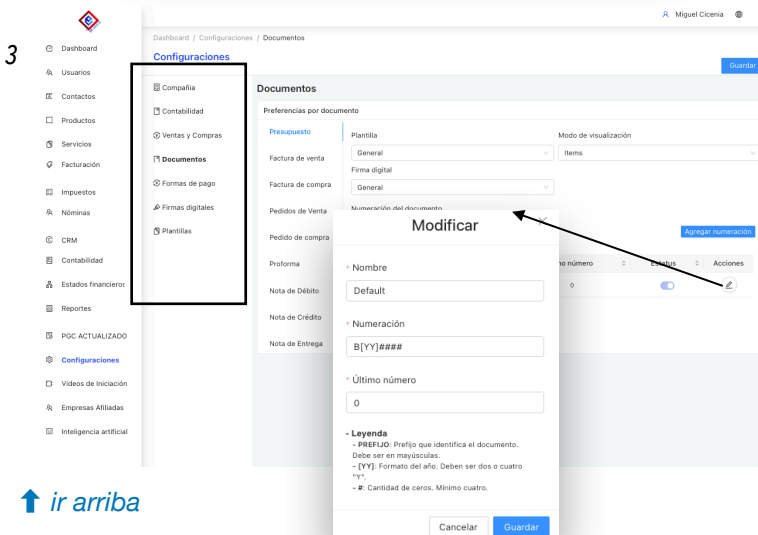 Miguel Cicenia
Dashboard / Configuraciones / Documentos
3
Configuraciones
Guardar
Dashboard
Usuarios
Contactos
Productos
Servicios
Facturación
Impuestos
Nóminas
CRM
Contabilidad
Estados financieros
Reportes
PGC ACTUALIZADO
Configuraciones
Videos de Iniciación
Empresas Afiliadas
Inteligencia artificial
Compañia
Contabilidad
Ventas y Compras
Documentos
Formas de pago
Firmas digitales
Plantillas
Documentos
Preferencias por documento
Presupuesto
Factura de venta
Factura de compra
Pedidos de Venta
Pedido de compra
Proforma
Nota de Débito
Nota de Crédito
Nota de Entrega
Plantilla
General
Modo de visualización
Items
Firma digital
General
Numeración del documento
Agregar numeración
número
Estatus
Acciones
0
Modificar
* Nombre
Default
* Numeración
B[YY]####
* Último número
0
- Leyenda
- PREFIJO: Prefijo que identifica el documento.
Debe ser en mayúsculas.
- [YY]: Formato del año. Deben ser dos o cuatro
"Y".
- #: Cantidad de ceros. Mínimo cuatro.
Cancelar
Guardar
ir arriba